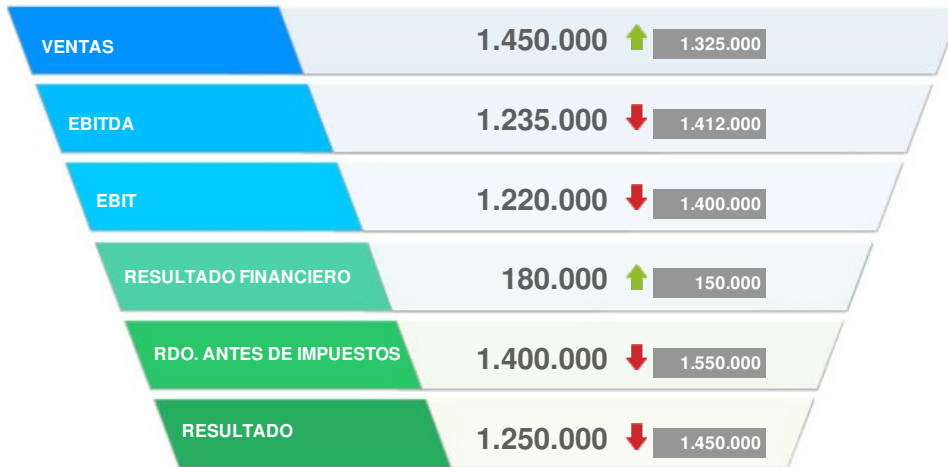 VENTAS 1.450.000 1.325.000
EBITDA 1.235.000 1.412.000
EBIT 1.220.000 1.400.000
RESULTADO FINANCIERO 180.000 150.000
RDO. ANTES DE IMPUESTOS 1.400.000 1.550.000
RESULTADO 1.250.000 1.450.000